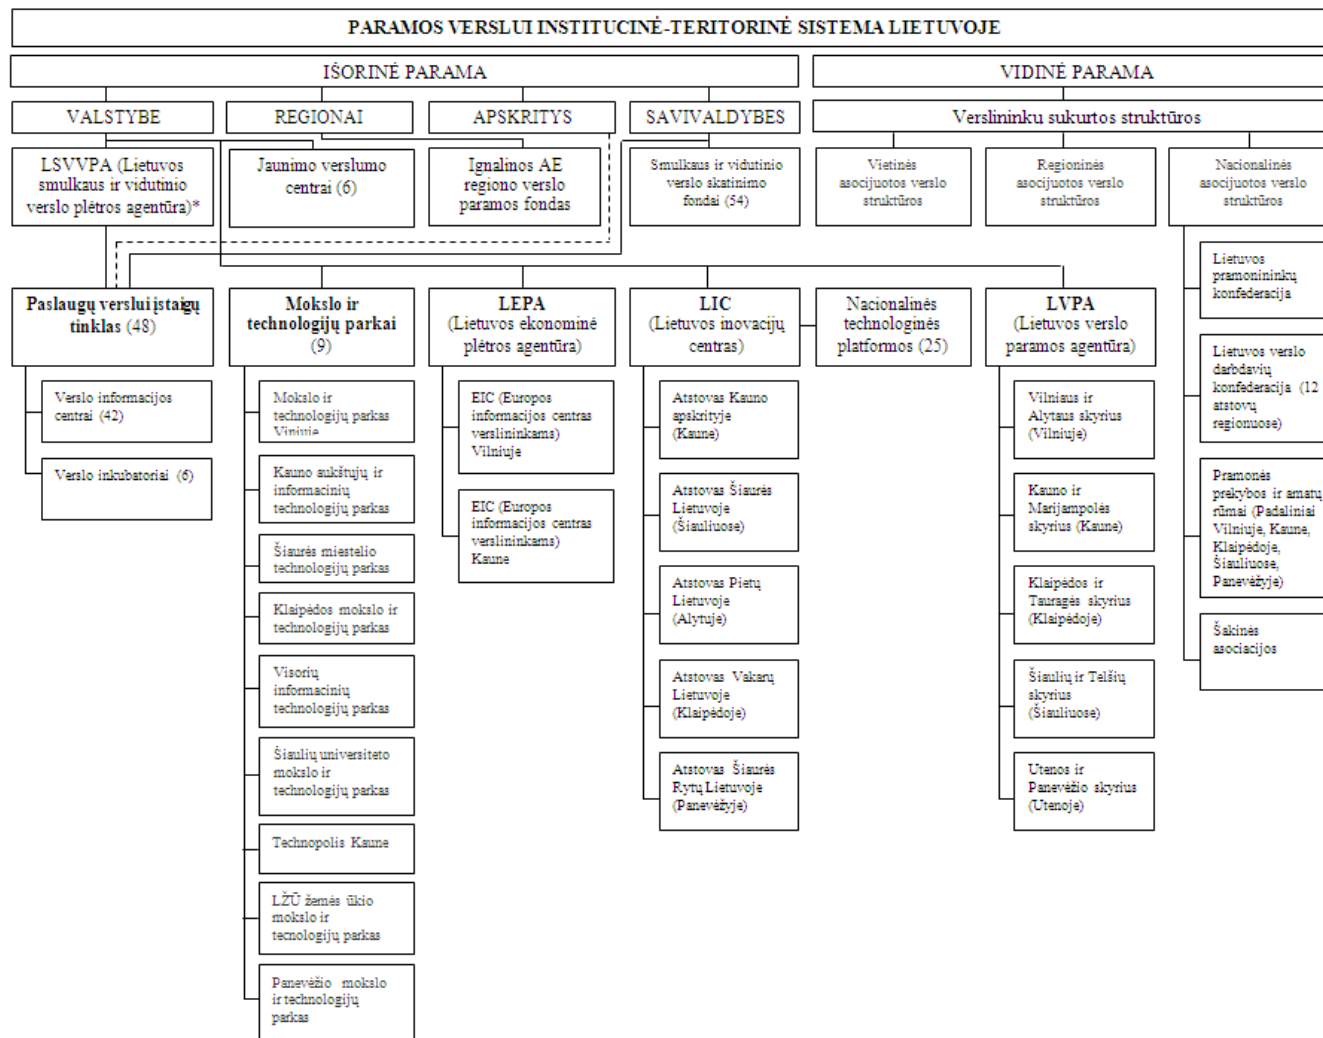 PARAMOS VERSLUI INSTITUCINĖ-TERITORINĖ SISTEMA LIETUVOJE
IŠORINĖ PARAMA
VIDINĖ PARAMA
VALSTYBE
REGIONAI
APSKRITYS
SAVIVALDYBES
Verslininku sukurtos struktūros
LSVVPA (Lietuvos
smulkaus ir vidutinio
verslo plėtros agentūra)*
Jaunimo verslumo
centrai (6)
Ignalinos AE
regiono verslo
paramos fondas
Smulkaus ir vidutinio
verslo skatinimo
fondai (54)
Vietinės
asocijuotos verslo
struktūros
Regioninės
asocijuotos verslo
struktūros
Nacionalinės
asocijuotos verslo
struktūros
Paslaugų verslui įstaigų
tinklas (48)
Mokslo ir
technologijų parkai
(9)
LEPA
(Lietuvos ekonominė
plėtros agentūra)
LIC
(Lietuvos inovacijų
centras)
Nacionalinės
technologinės
platformos (25)
LVPA
(Lietuvos verslo
paramos agentūra)
Verslo informacijos
centrai (42)
Verslo inkubatoriai (6)
Mokslo ir
technologijų parkas
Viniuje
Kauno aukštųjų ir
informacinių
technologijų parkas
Šiaurės miestelio
technologijų parkas
Klaipėdos mokslo ir
technologijų parkas
Visorių
informacinių
technologijų parkas
Šiaulių universiteto
mokslo ir
technologijų parkas
Technopolis Kaune
LŽŪ žemės ūkio
mokslo ir
tecnologijų parkas
Panevėžio mokslo
ir technologijų
parkas
EIC (Europos
informacijos centras
verslininkams)
Vilniuje
EIC (Europos
informacijos centras
verslininkams)
Kaune
Atstovas Kauno
apskrityje
(Kaune)
Atstovas Šiaurės
Lietuvoje
(Šiauliuose)
Atstovas Pietų
Lietuvoje
(Alytuje)
Atstovas Vakarų
Lietuvoje
(Klaipėdoje)
Atstovas Šiaurės
Rytų Lietuvoje
(Panevėžyje)
Vilniaus ir
Alytaus skyrius
(Vilniuje)
Kauno ir
Marijampolės
skyrius (Kaune)
Klaipėdos ir
Tauragės skyrius
(Klaipėdoje)
Šiaulių ir Telšių
skyrius
(Šiauliuose)
Utenos ir
Panevėžio skyrius
(Utenoje)
Lietuvos
pramonininkų
konfederacija
Lietuvos verslo
darbdavių
konfederacija (12
atstovų
regionuose)
Pramonės
prekybos ir amatų
rūmai (Padaliniai
Vilniuje, Kaune,
Klaipėdoje,
Šiauliuose,
Panevėžyje)
Šakinės
asociacijos